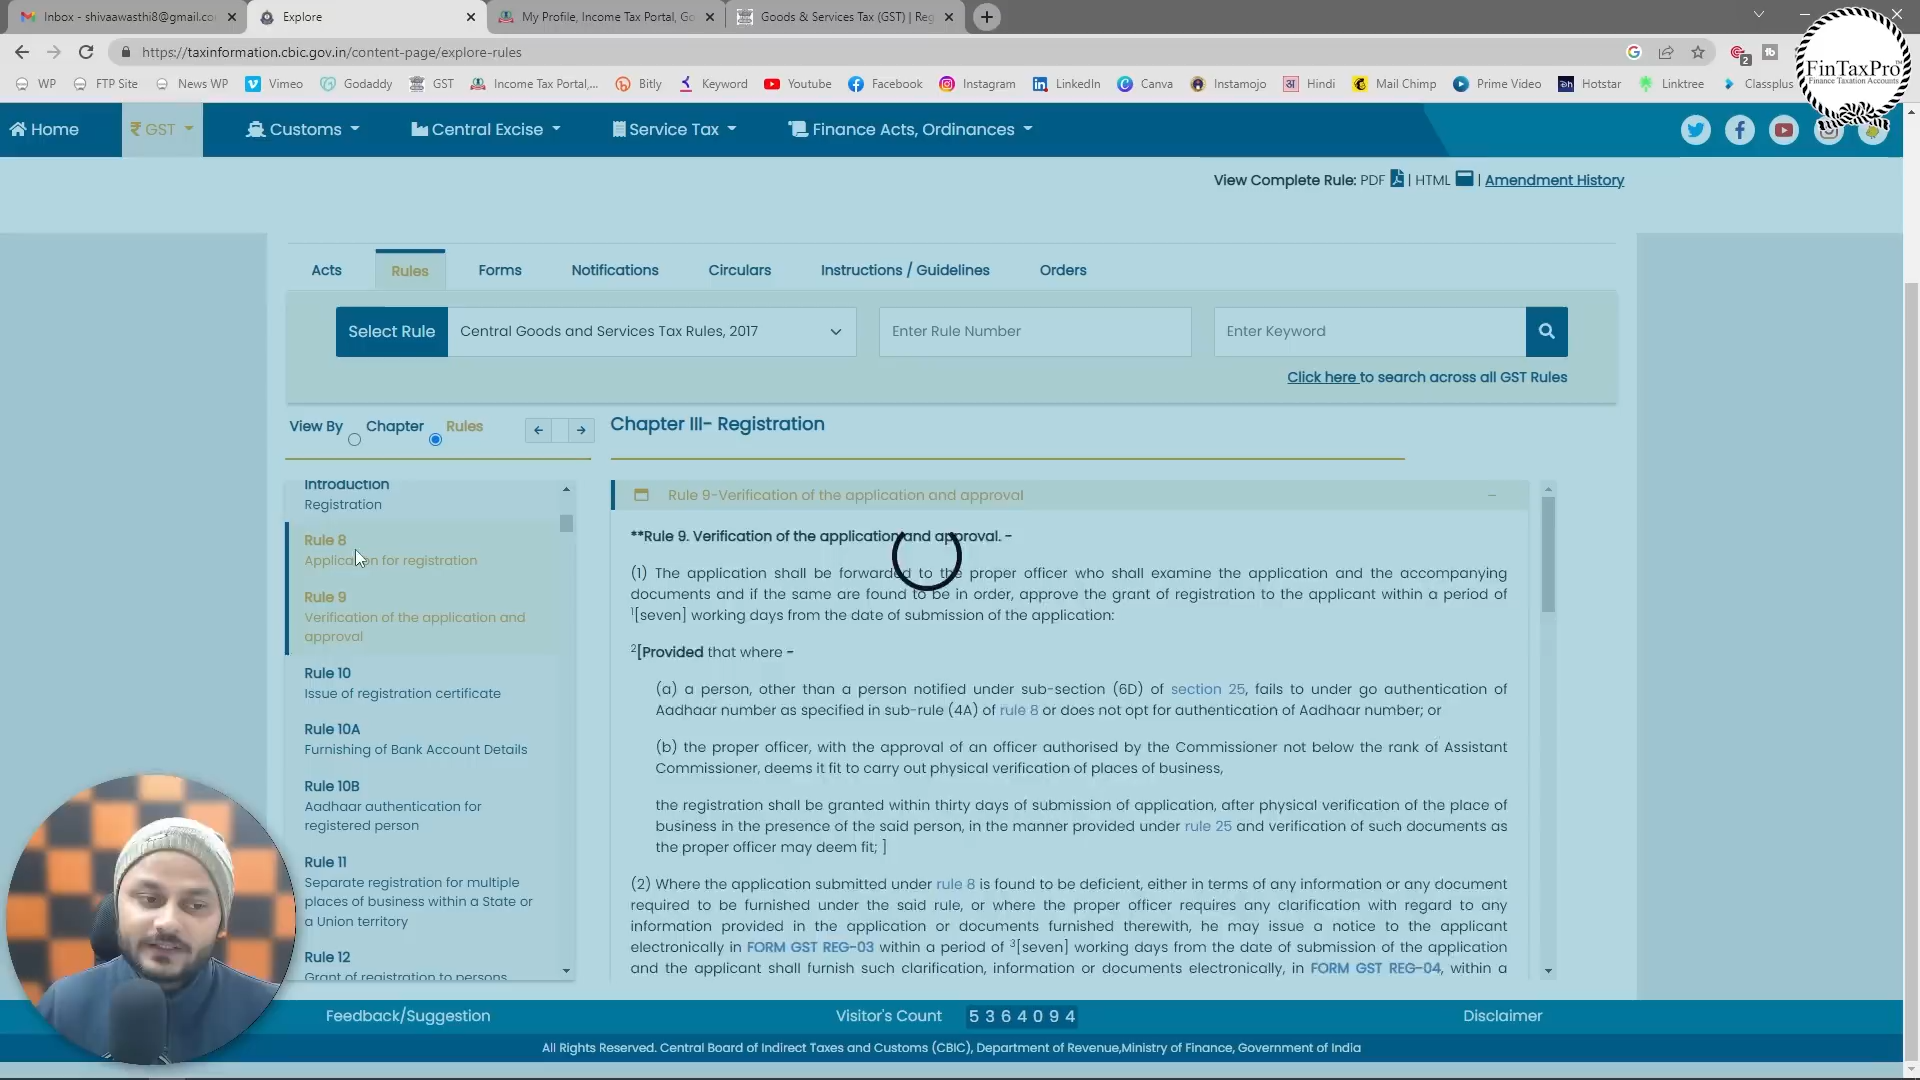 Inbox - shivaawasthi8@gmail.co
Explore
My Profile, Income Tax Portal, Go
Goods & Services Tax (GST) | Reg
https://taxinformation.cbic.gov.in/content-page/explore-rules
2
WP
FTP Site
News WP
Vimeo
Godaddy
GST
Income Tax Portal,...
Bitly
Keyword
Youtube
Facebook
Instagram
LinkedIn
Canva
Instamojo
Hindi
Mail Chimp
Prime Video
Hotstar
Linktree
Classplus
FinTaxPro
Finance Taxation Accounts
Home
GST
Customs
Central Excise
Service Tax
Finance Acts, Ordinances
View Complete Rule: PDF | HTML | Amendment History
Acts
Rules
Forms
Notifications
Circulars
Instructions / Guidelines
Orders
Select Rule
Central Goods and Services Tax Rules, 2017
Enter Rule Number
Enter Keyword
Click here to search across all GST Rules
View By
Chapter
Rules
Introduction
Registration
Rule 8
Application for registration
Rule 9
Verification of the application and
approval
Rule 10
Issue of registration certificate
Rule 10A
Furnishing of Bank Account Details
Rule 10B
Aadhaar authentication for
registered person
Rule 11
Separate registration for multiple
places of business within a State or
a Union territory
Rule 12
Grant of registration to persons
Chapter III- Registration
Rule 9-Verification of the application and approval
**Rule 9. Verification of the application and approval. -
(1) The application shall be forwarded to the proper officer who shall examine the application and the accompanying
documents and if the same are found to be in order, approve the grant of registration to the applicant within a period of
1[seven] working days from the date of submission of the application:
2[Provided that where -
(a) a person, other than a person notified under sub-section (6D) of section 25, fails to under go authentication of
Aadhaar number as specified in sub-rule (4A) of rule 8 or does not opt for authentication of Aadhaar number; or
(b) the proper officer, with the approval of an officer authorised by the Commissioner not below the rank of Assistant
Commissioner, deems it fit to carry out physical verification of places of business,
the registration shall be granted within thirty days of submission of application, after physical verification of the place of
business in the presence of the said person, in the manner provided under rule 25 and verification of such documents as
the proper officer may deem fit; ]
(2) Where the application submitted under rule 8 is found to be deficient, either in terms of any information or any document
required to be furnished under the said rule, or where the proper officer requires any clarification with regard to any
information provided in the application or documents furnished therewith, he may issue a notice to the applicant
electronically in FORM GST REG-03 within a period of 3[seven] working days from the date of submission of the application
and the applicant shall furnish such clarification, information or documents electronically, in FORM GST REG-04, within a
Feedback/Suggestion
Visitor's Count 5364094
Disclaimer
All Rights Reserved. Central Board of Indirect Taxes and Customs (CBIC), Department of Revenue,Ministry of Finance, Government of India